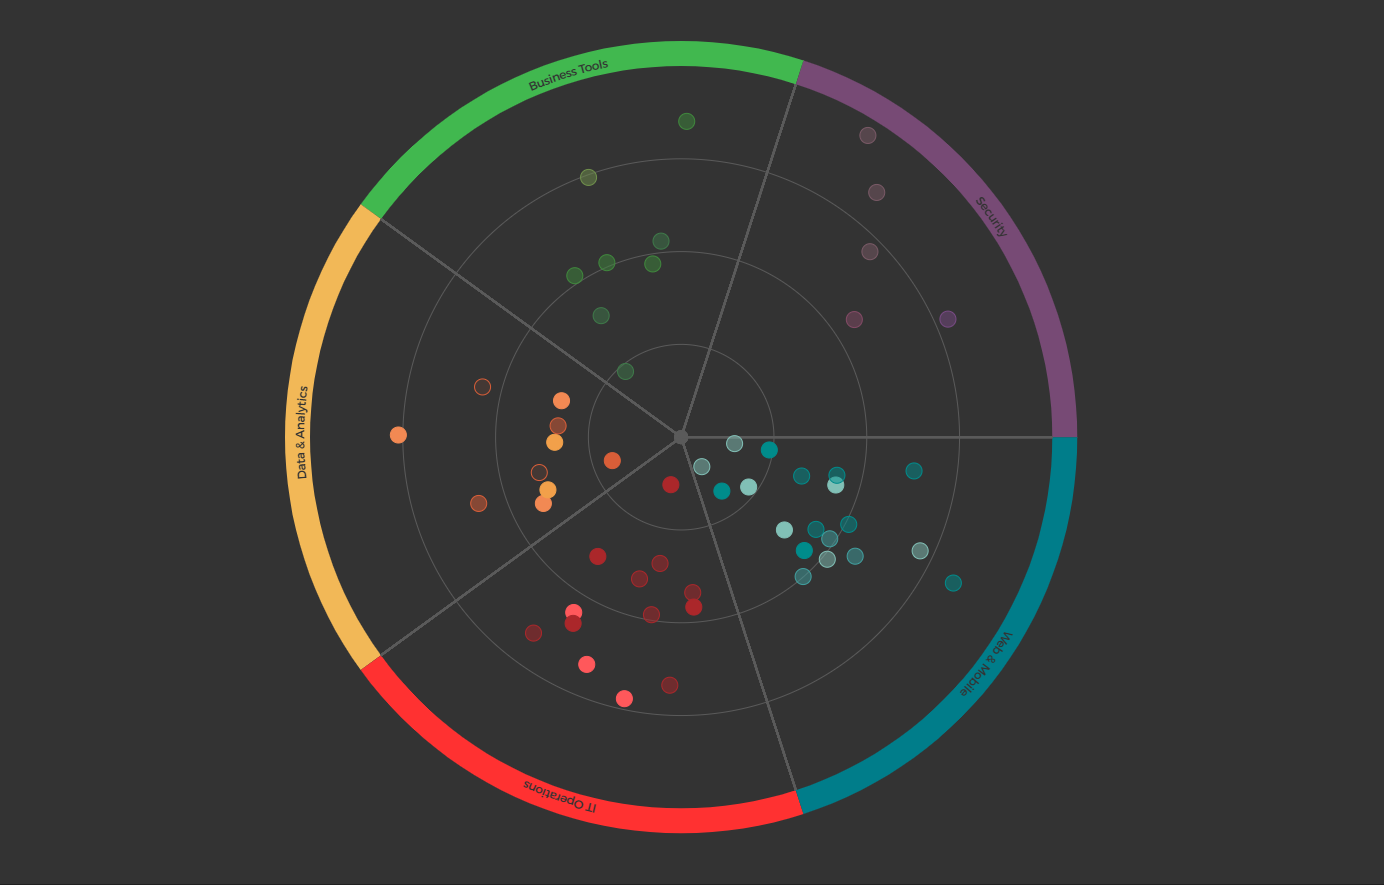 Business Tools
Security
Data & Analytics
Web & Mobile
IT Operations